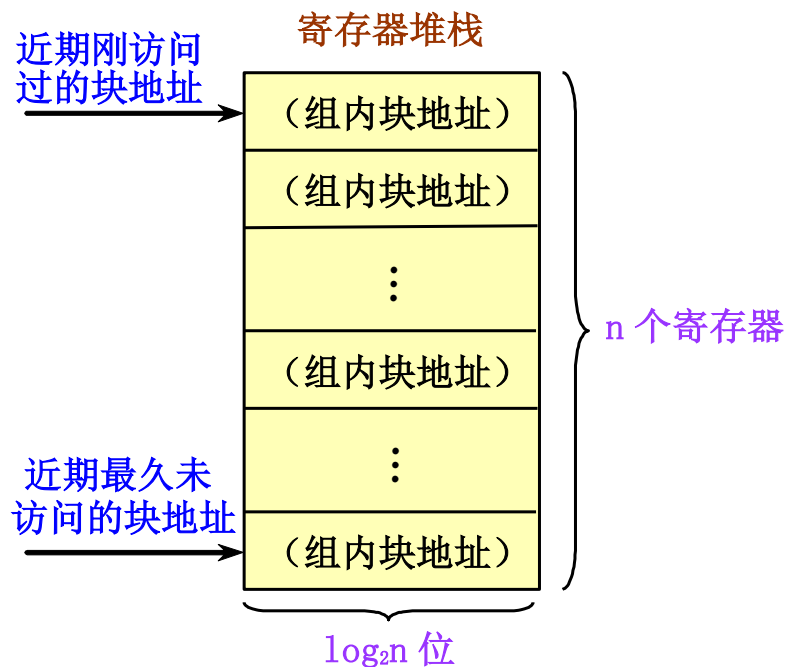 寄存器堆栈
近期刚访问
过的块地址
（组内块地址）
（组内块地址）
⋮
n 个寄存器
（组内块地址）
⋮
近期最久未
访问的块地址
（组内块地址）
log₂n 位